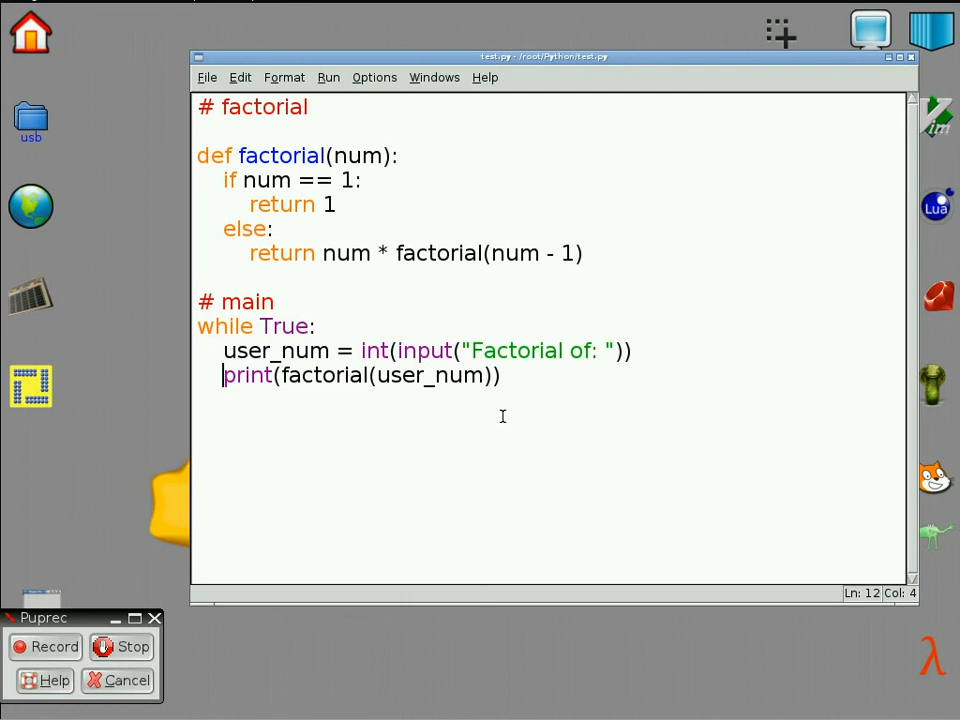 test.py - /root/Python/test.py
File Edit Format Run Options Windows Help
# factorial
def factorial(num):
    if num == 1:
        return 1
    else:
        return num * factorial(num - 1)
# main
while True:
    user_num = int(input("Factorial of: "))
    print(factorial(user_num))
Ln: 12 Col: 4
usb
Vim
Lua
Puprec
Record Stop
Help Cancel
λ